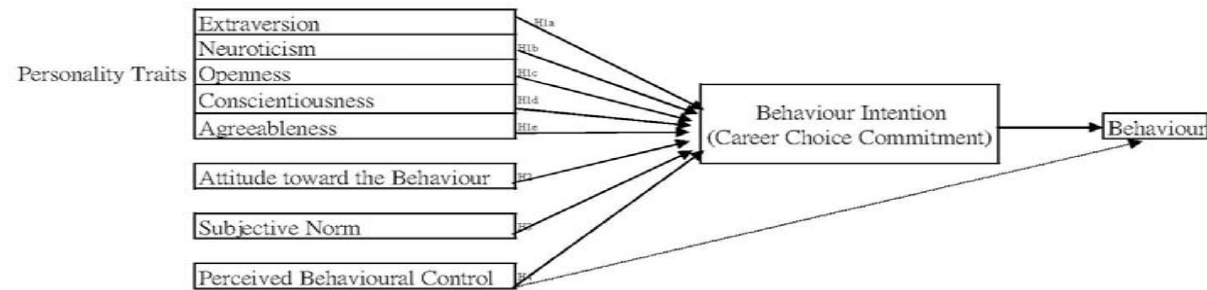 Extraversion
H1a
Neuroticism
H1b
Personality Traits
Openness
H1c
Conscientiousness
H1d
Agreeableness
H1e
Behaviour Intention
(Career Choice Commitment)
Behaviour
Attitude toward the Behaviour
H2
Subjective Norm
Perceived Behavioural Control